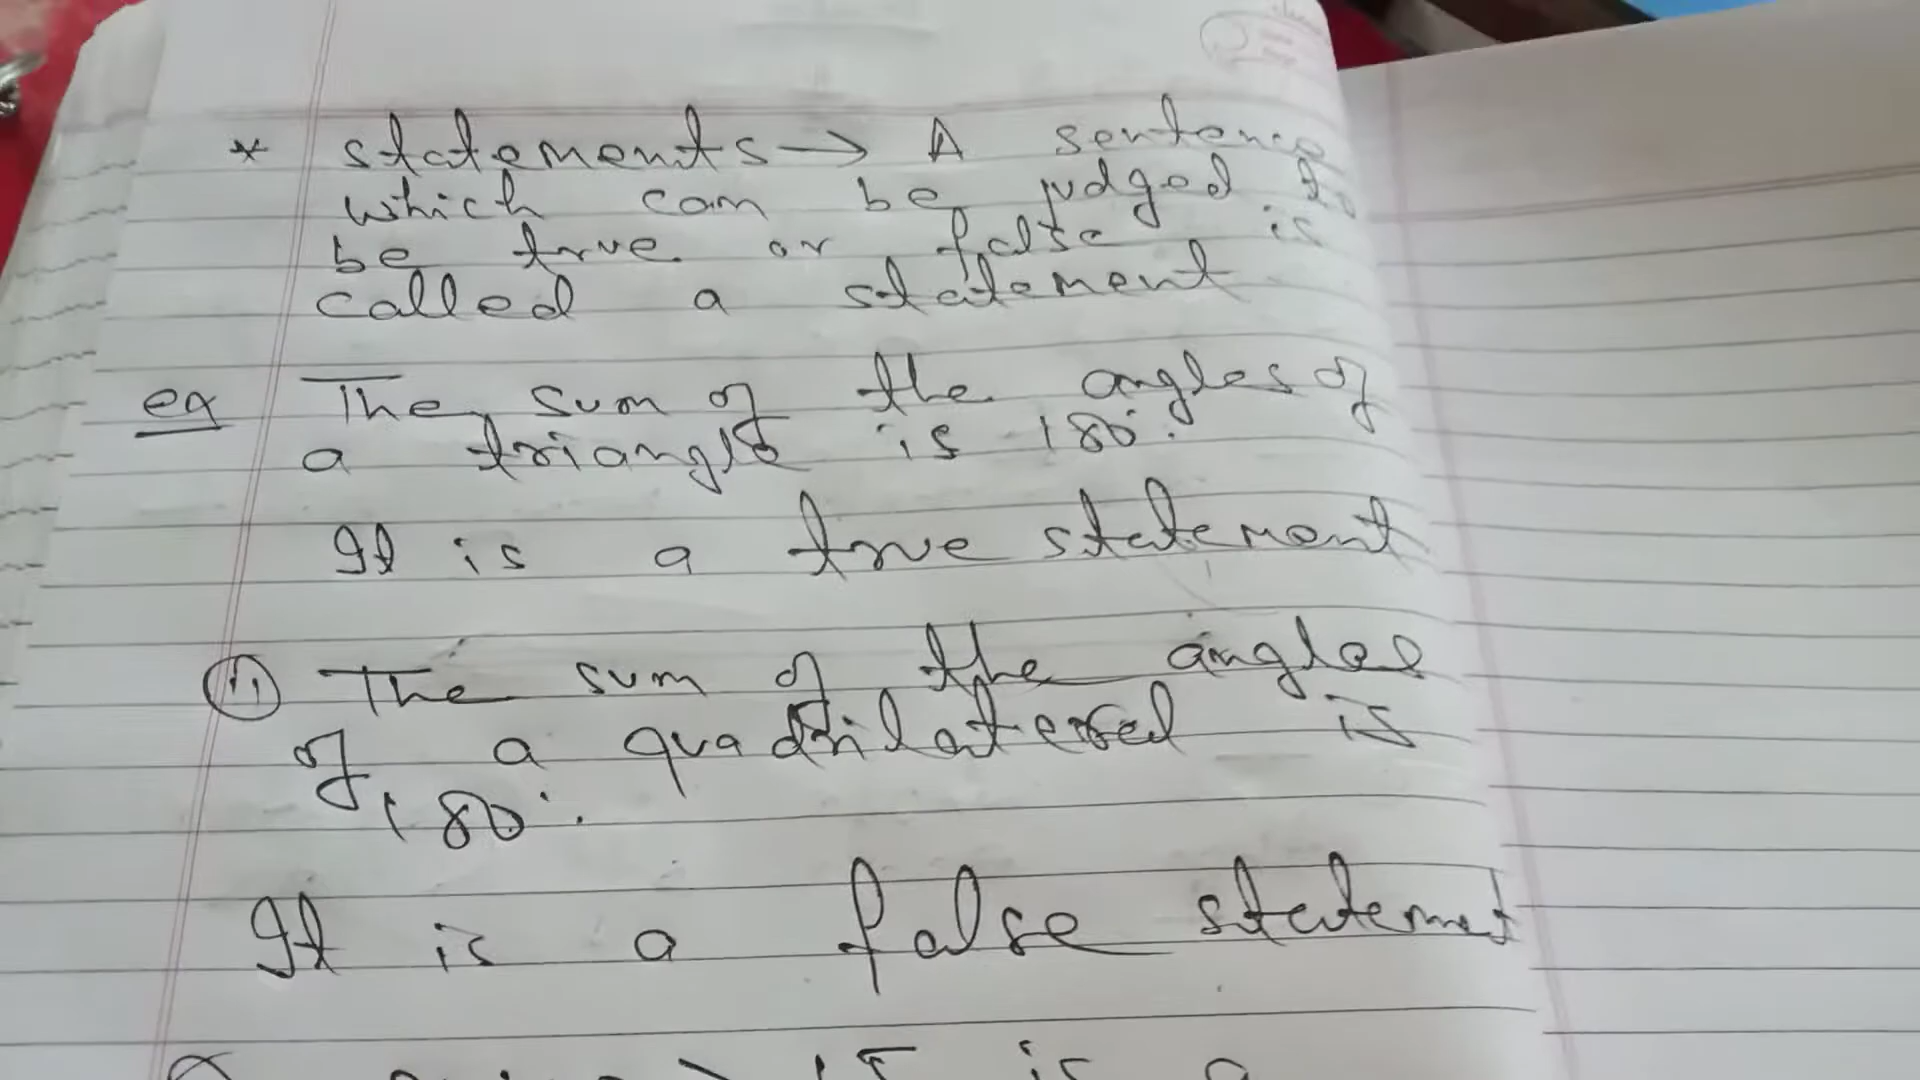 * statements → A sentence
which can be judged to
be true or false is
called a statement
ex The sum of the angles of
a triangle is 180°.
It is a true statement
(ii) The sum of the angles
of a quadrilateral is
180°.
It is a false statement
is a